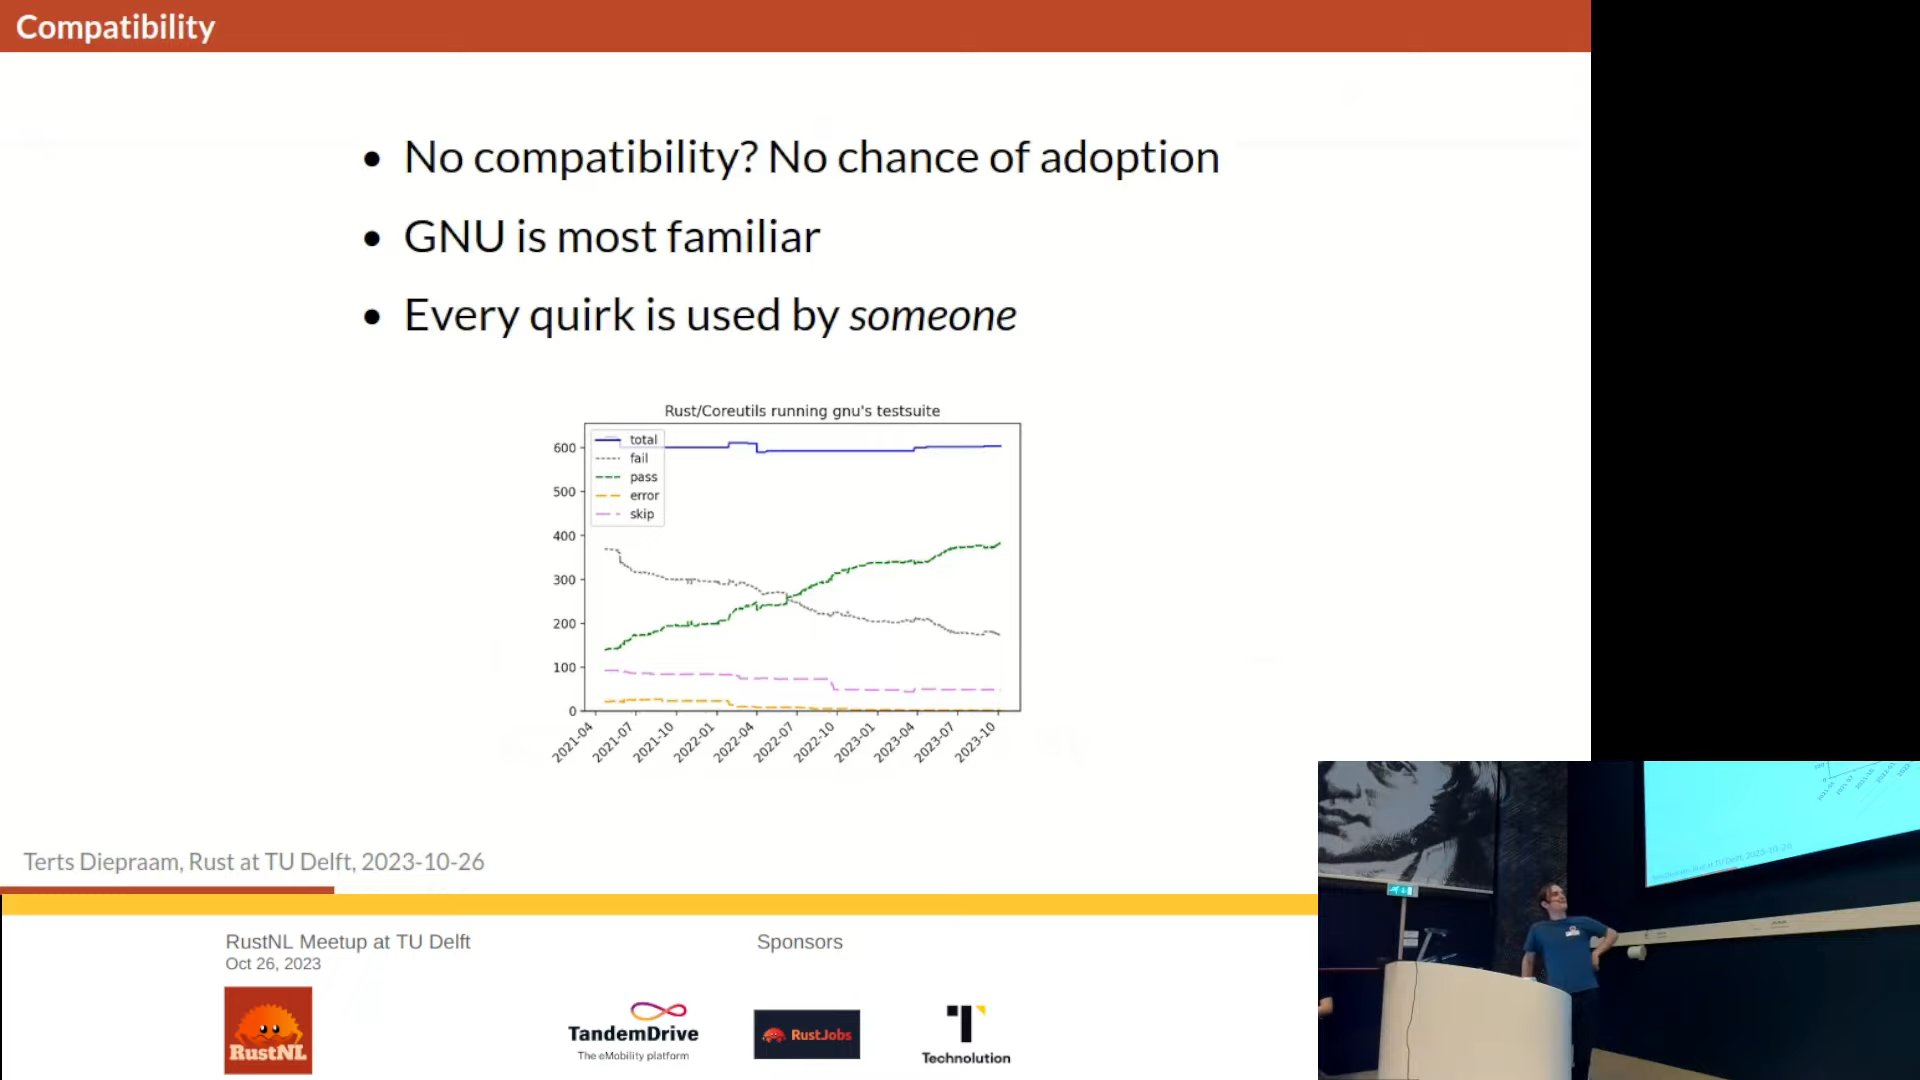 Compatibility
• No compatibility? No chance of adoption
• GNU is most familiar
• Every quirk is used by someone
Rust/Coreutils running gnu's testsuite
total
fail
pass
error
skip
600
500
400
300
200
100
0
2021-04
2021-07
2021-10
2022-01
2022-04
2022-07
2022-10
2023-01
2023-04
2023-07
2023-10
Terts Diepraam, Rust at TU Delft, 2023-10-26
RustNL Meetup at TU Delft
Oct 26, 2023
RustNL
Sponsors
TandemDrive
The eMobility platform
RustJobs
Technolution